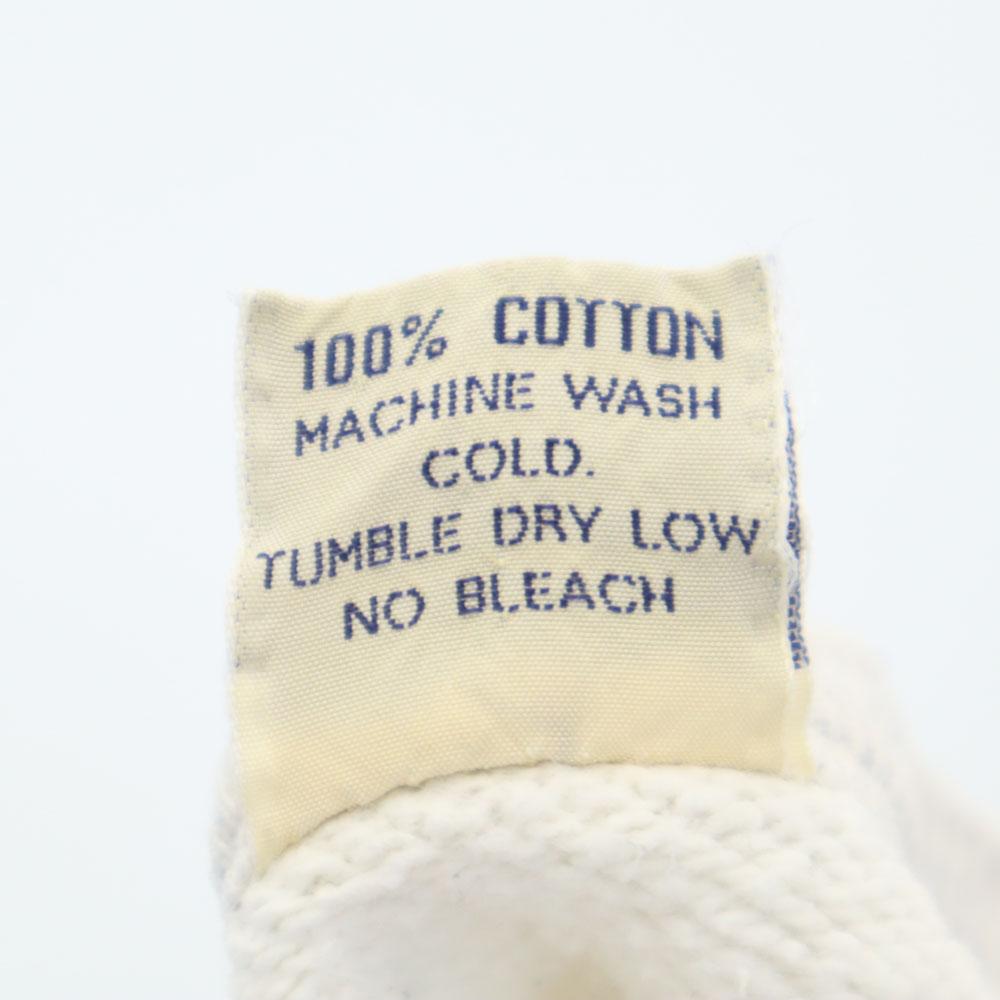 100% COTTON
MACHINE WASH
COLD.
TUMBLE DRY LOW
NO BLEACH